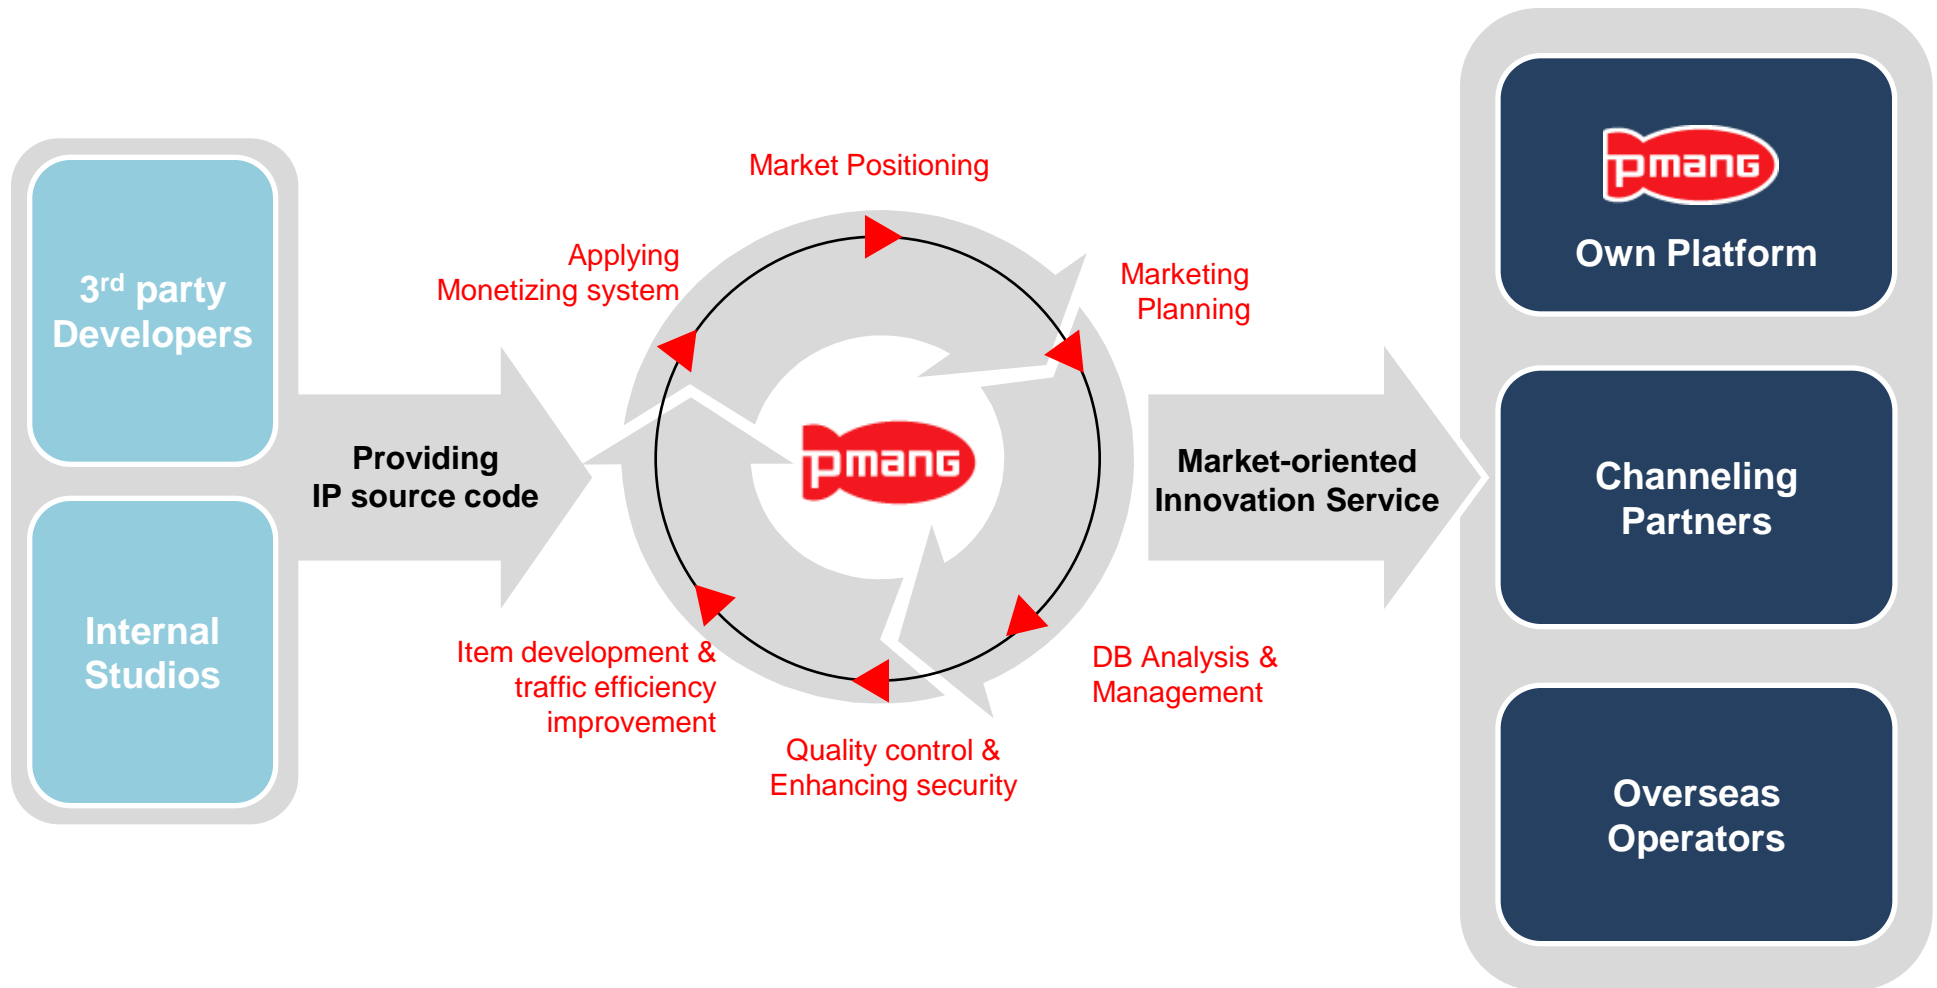 3rd party
Developers
Internal
Studios
Providing
IP source code
Market Positioning
Applying
Monetizing system
Marketing
Planning
pmang
Item development &
traffic efficiency
improvement
Quality control &
Enhancing security
DB Analysis &
Management
Market-oriented
Innovation Service
pmang
Own Platform
Channeling
Partners
Overseas
Operators